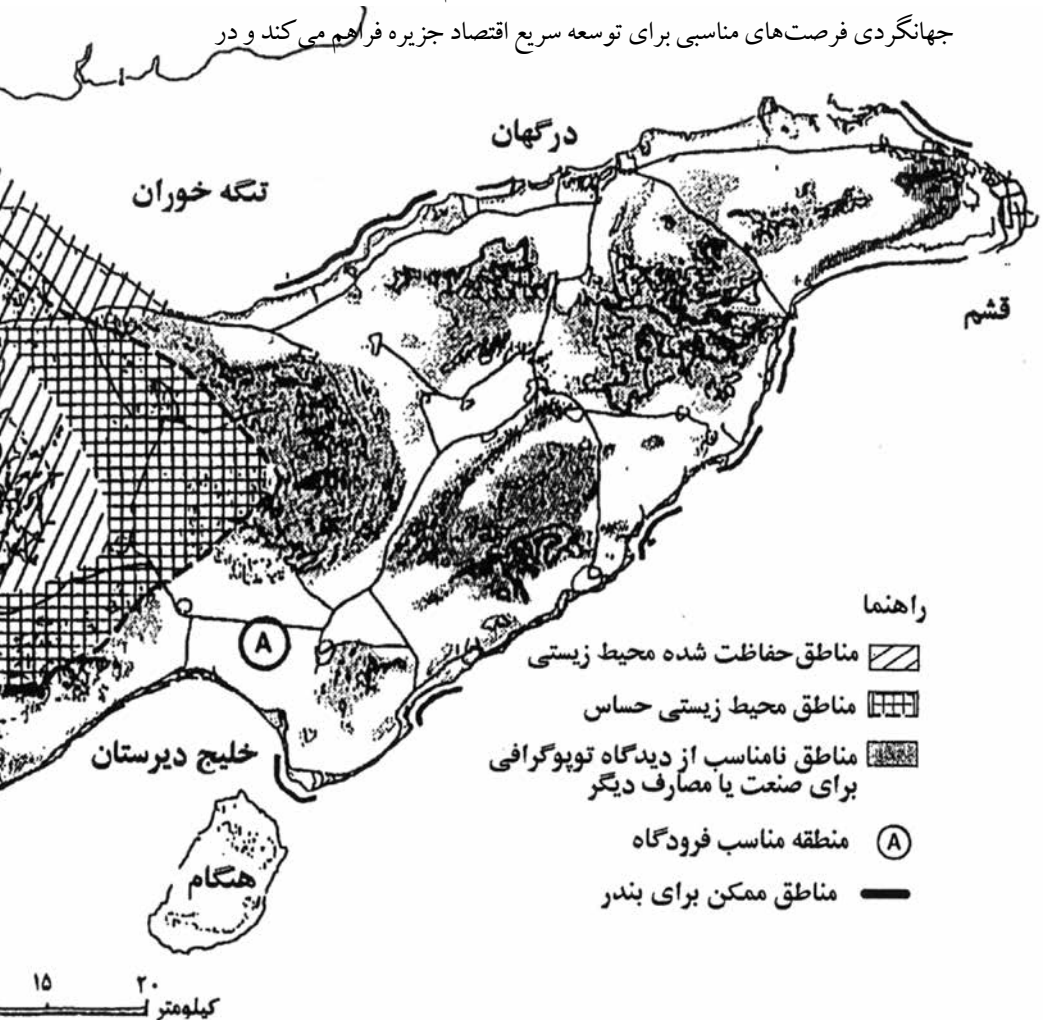 جهانگردی فرصت‌های مناسبی برای توسعه سریع اقتصاد جزیره فراهم می‌کند و در
درگهان
تنگه خوران
قشم
راهنما
مناطق حفاظت شده محیط زیستی
مناطق محیط زیستی حساس
مناطق نامناسب از دیدگاه توپوگرافی
برای صنعت یا مصارف دیگر
A منطقه مناسب فرودگاه
مناطق ممکن برای بندر
A
خلیج دیرستان
هنگام
۱۵ ۲۰
کیلومتر